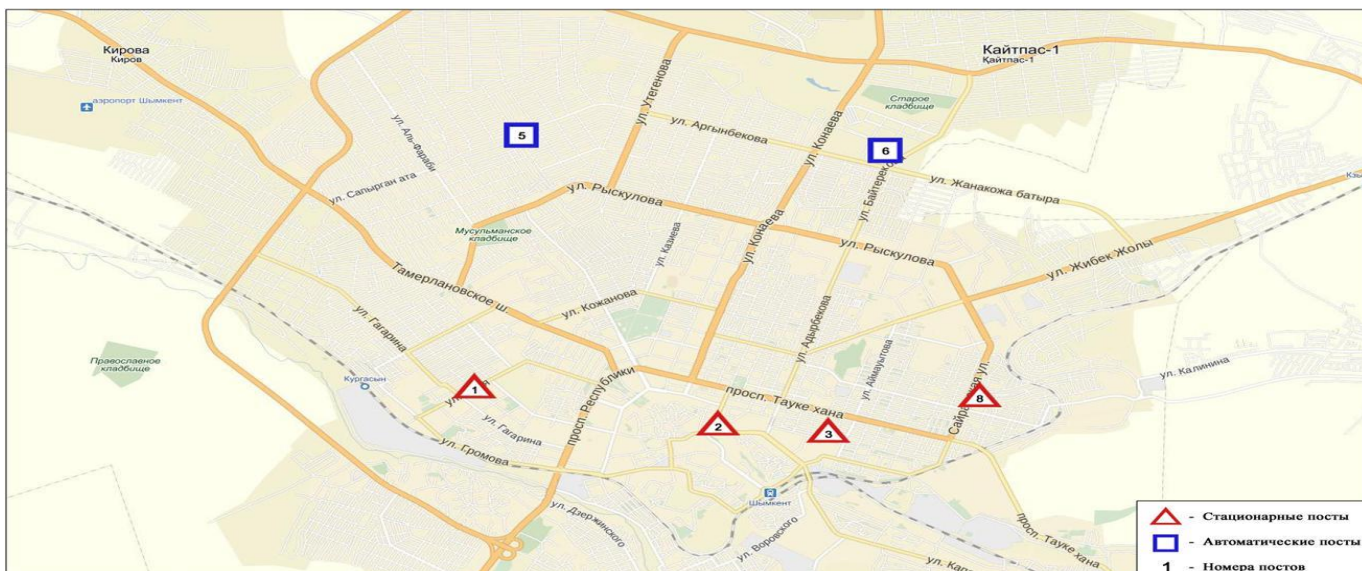 Кирова
Киров
Кайтпас-1
Қайтпас-1
аэропорт Шымкент
ул. Утегенова
Старое
кладбище
ул. Конаева
ул. Аль-Фараби
5
ул. Аргынбекова
6
ул. Байтерекова
ул. Жанакожа батыра
ул. Сапырган ата
ул. Рыскулова
Мусульманское
кладбище
ул. Казиева
ул. Конаева
ул. Рыскулова
ул. Жибек Жолы
Тамерлановское ш.
ул. Кожанова
ул. Гагарина
ул. Адырбекова
ул. Аймаутова
Православное
кладбище
Кургасын
просп. Республики
ул. Калинина
1
просп. Тауке хана
8
2
3
ул. Гагарина
ул. Громова
Шымкент
ул. Дзержинского
ул. Воровского
просп. Тауке хана
- Стационарные посты
- Автоматические посты
1 - Номера постов